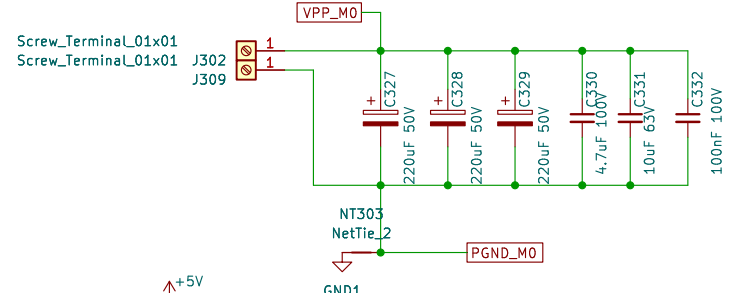 VPP_M0
Screw_Terminal_01x01
1
Screw_Terminal_01x01
J302
1
J309
+
C327
220uF 50V
+
C328
220uF 50V
+
C329
220uF 50V
C330
4.7uF 100V
C331
10uF 63V
C332
100nF 100V
NT303
NetTie_2
PGND_M0
GND1
+5V